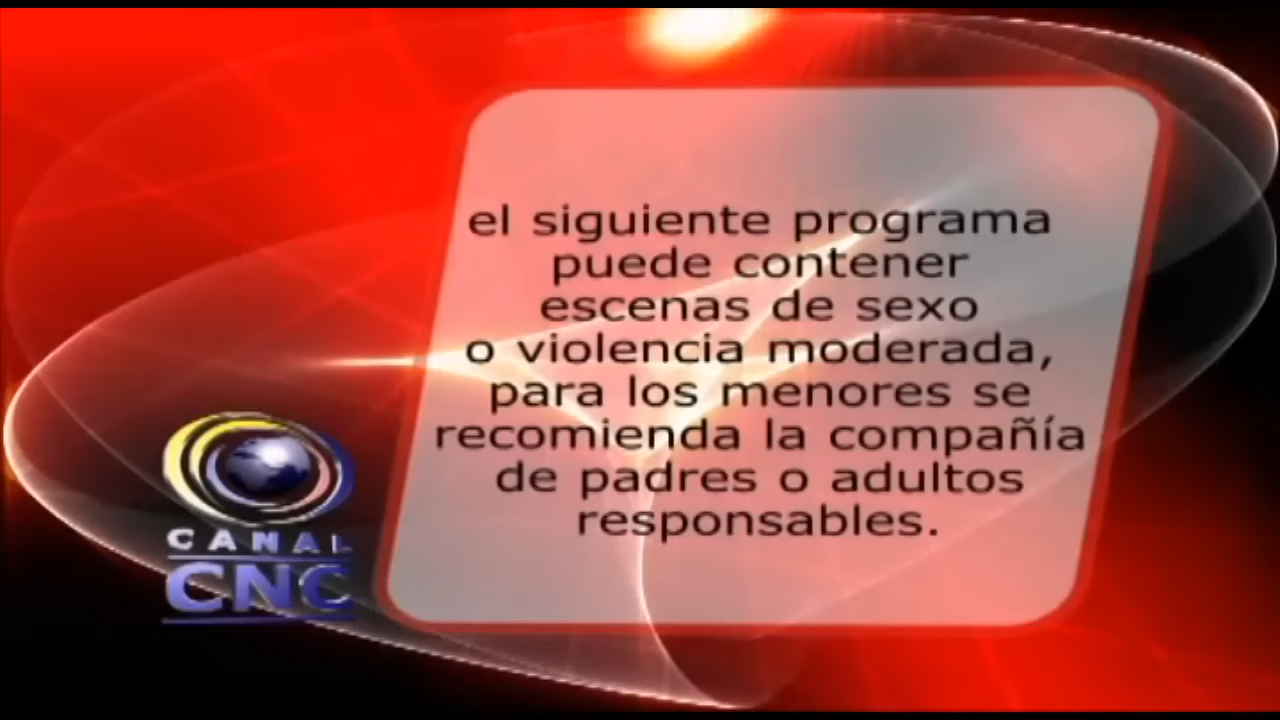 el siguiente programa
puede contener
escenas de sexo
o violencia moderada,
para los menores se
recomienda la compañía
de padres o adultos
responsables.
CANAL
CNC